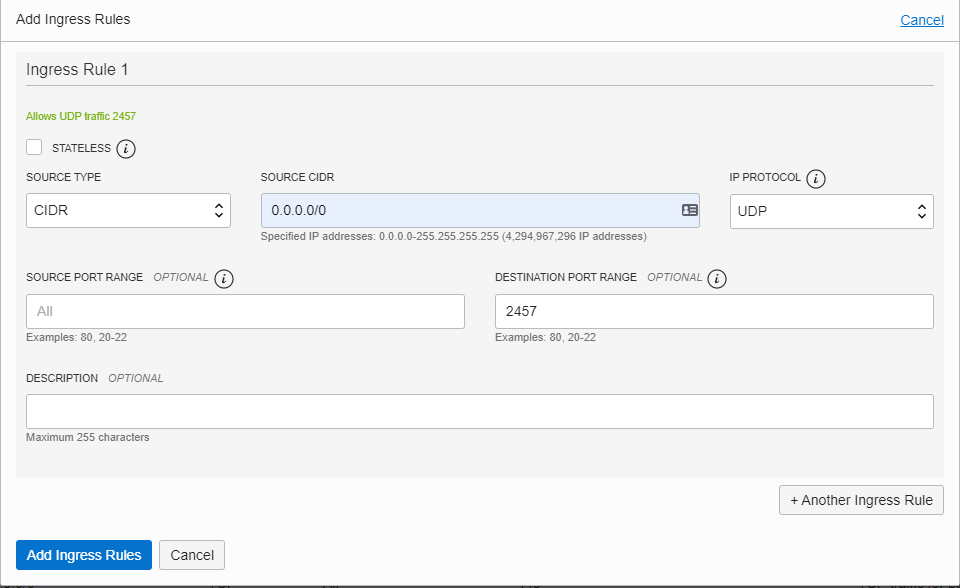 Add Ingress Rules
Cancel
Ingress Rule 1
Allows UDP traffic 2457
STATELESS i
SOURCE TYPE
SOURCE CIDR
IP PROTOCOL i
CIDR
0.0.0.0/0
UDP
Specified IP addresses: 0.0.0.0-255.255.255.255 (4,294,967,296 IP addresses)
SOURCE PORT RANGE OPTIONAL i
DESTINATION PORT RANGE OPTIONAL i
All
2457
Examples: 80, 20-22
Examples: 80, 20-22
DESCRIPTION OPTIONAL
Maximum 255 characters
+ Another Ingress Rule
Add Ingress Rules
Cancel